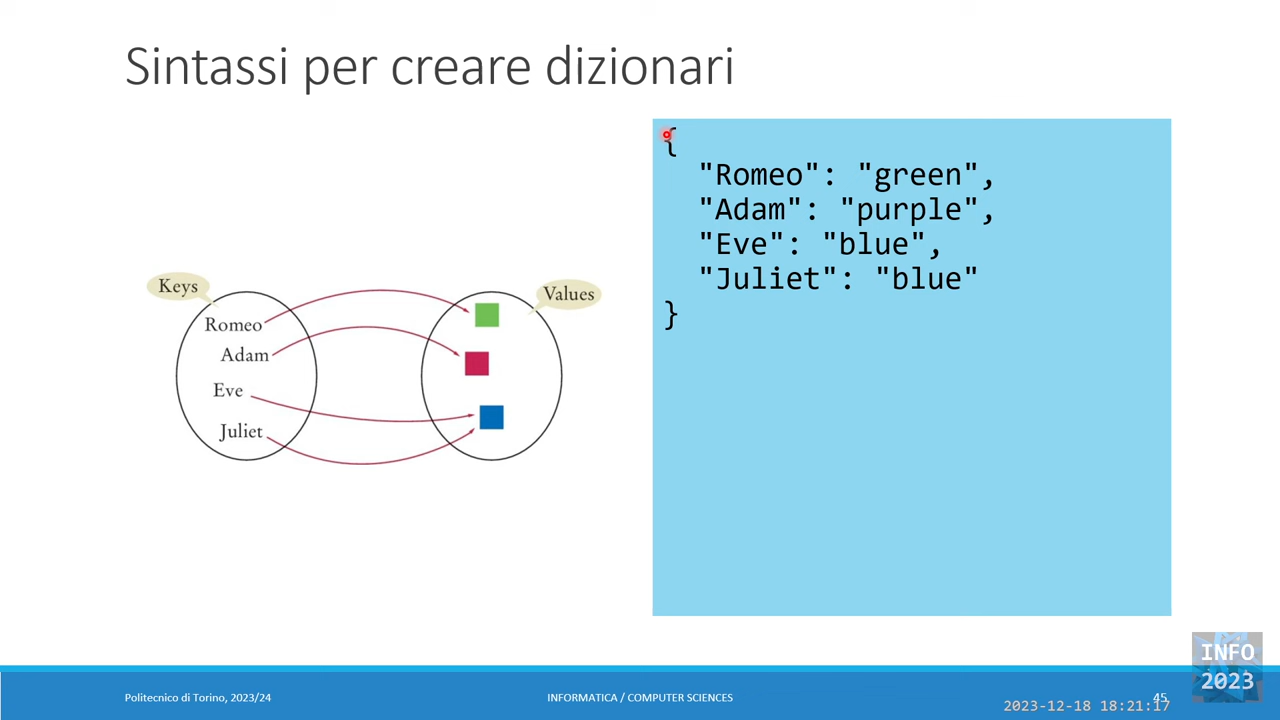 Sintassi per creare dizionari
Keys
Values
Romeo
Adam
Eve
Juliet
{
"Romeo": "green",
"Adam": "purple",
"Eve": "blue",
"Juliet": "blue"
}
Politecnico di Torino, 2023/24
INFORMATICA / COMPUTER SCIENCES
45
2023-12-18 18:21:17
INFO
2023